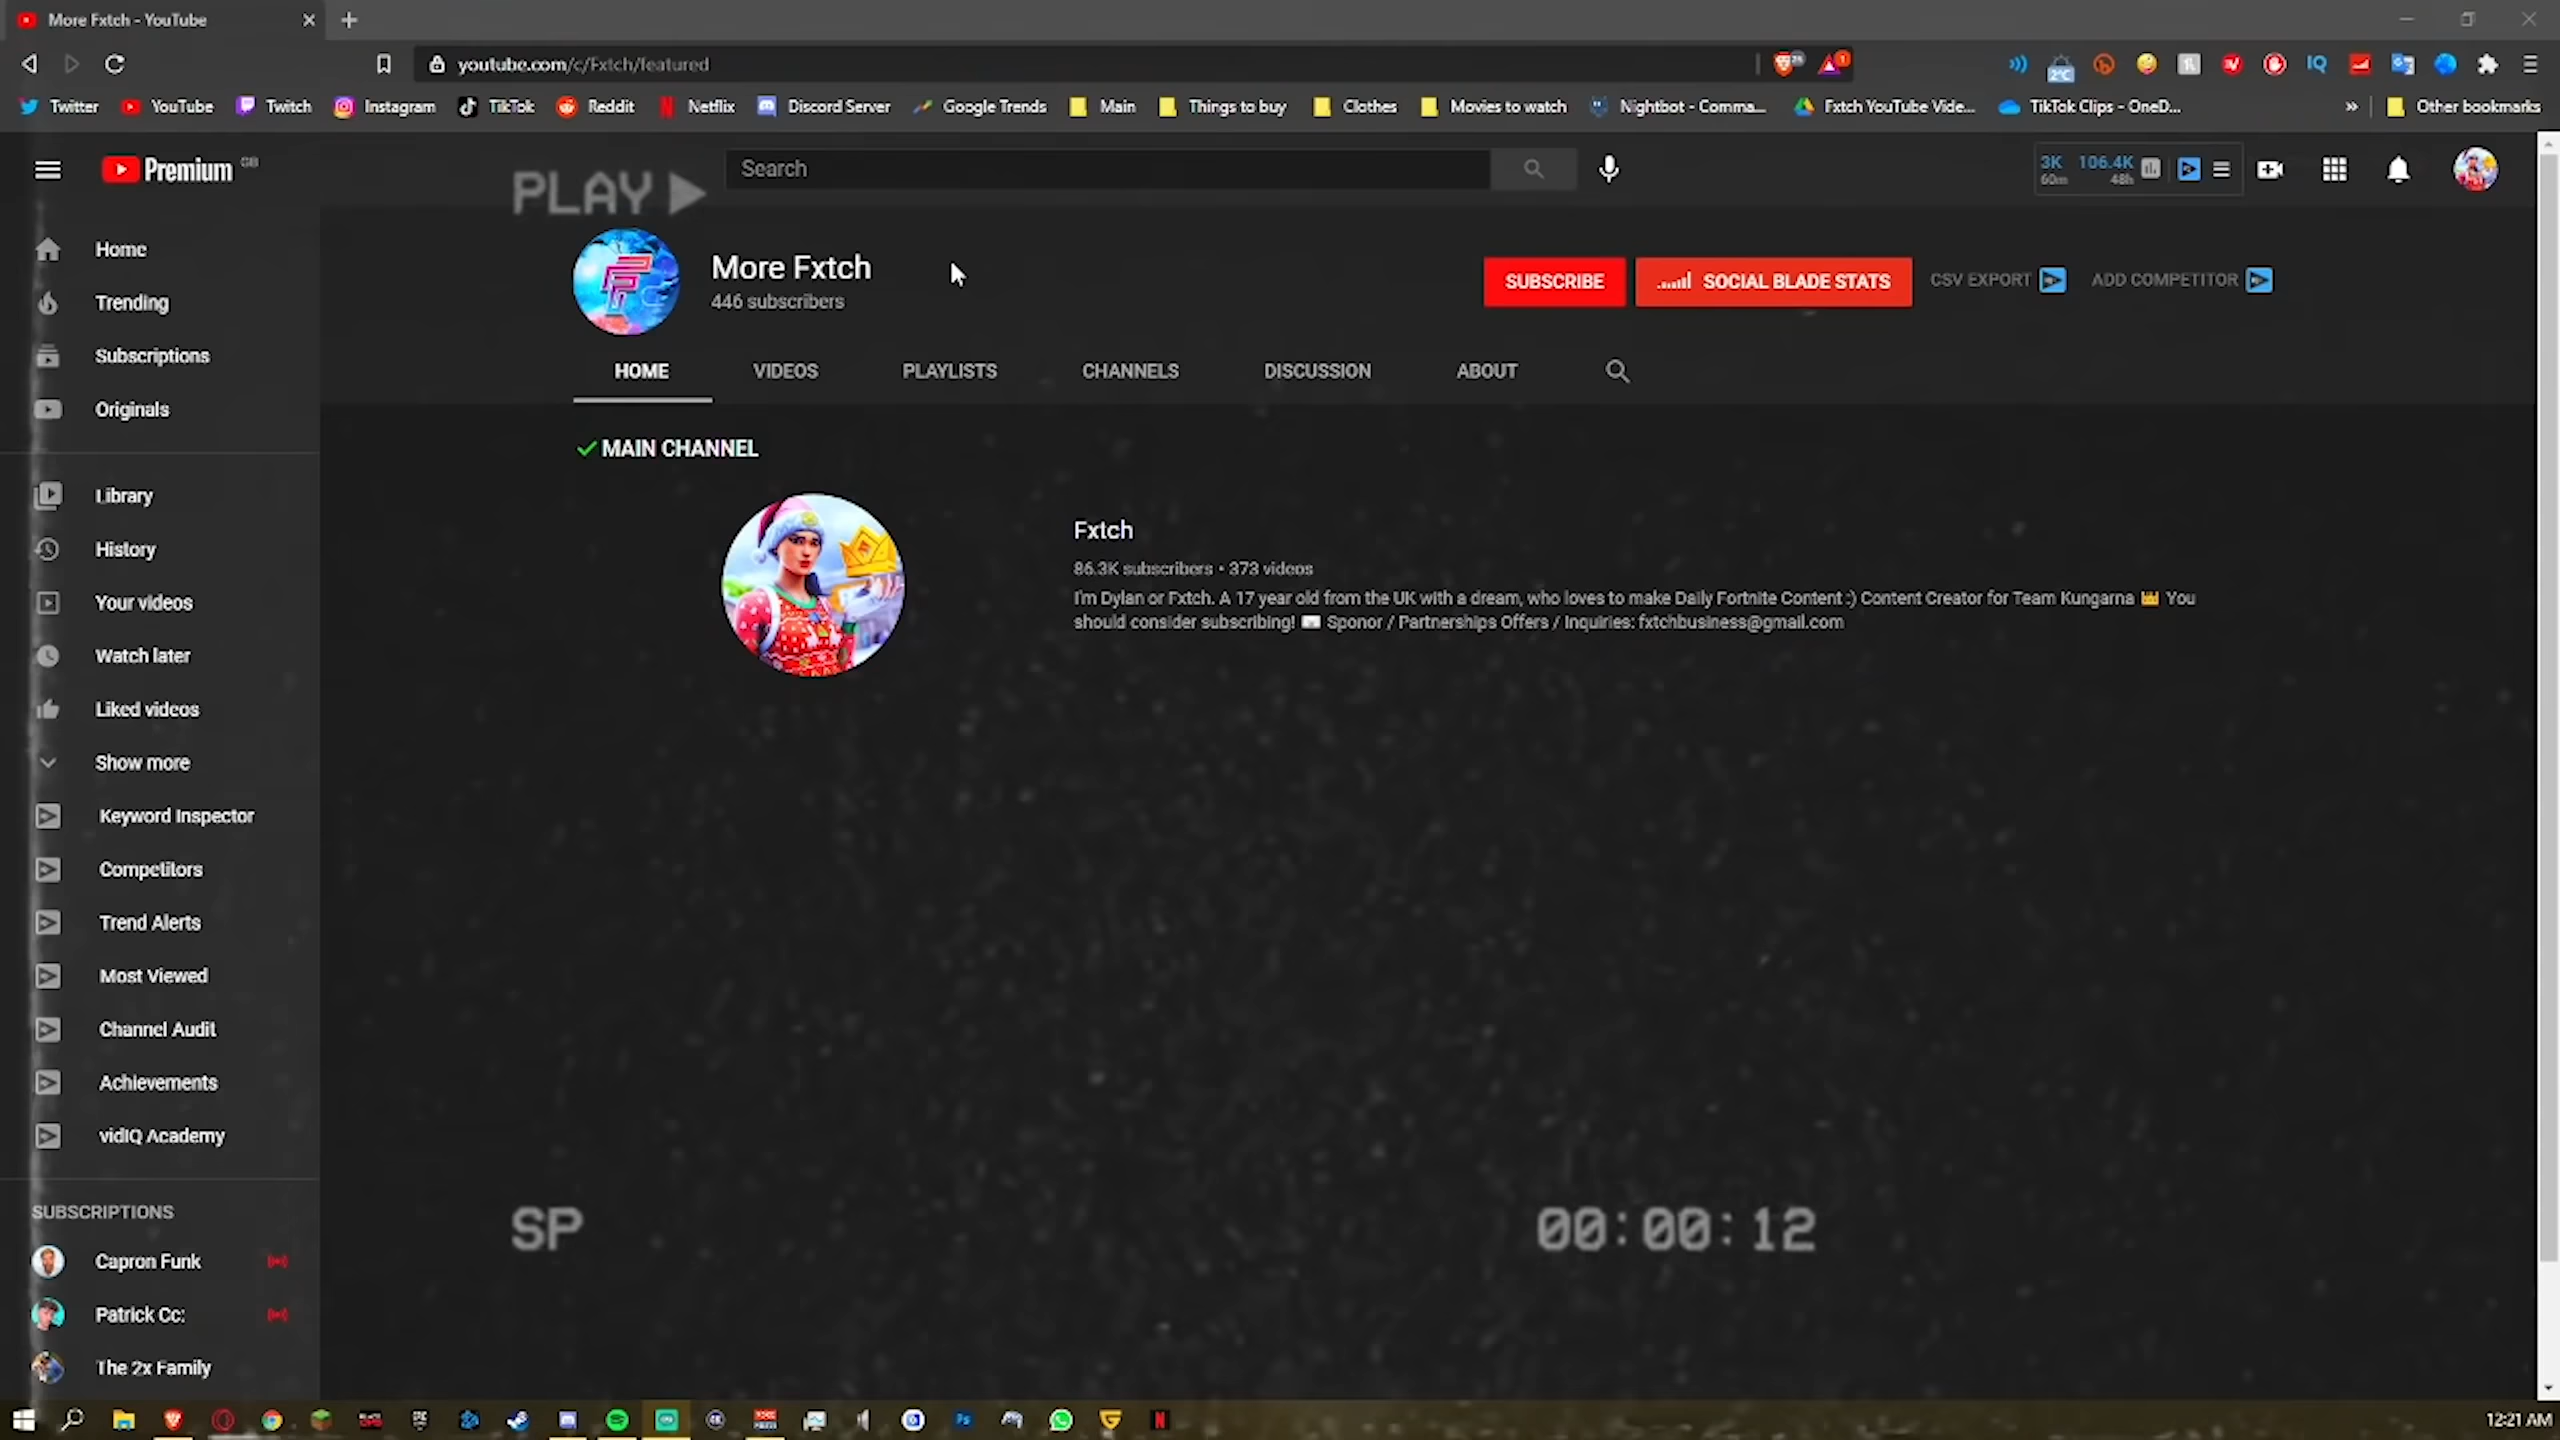 More Fxtch - YouTube
youtube.com/c/Fxtch/featured
2°C
IQ
Twitter YouTube Twitch Instagram TikTok Reddit Netflix Discord Server Google Trends Main Things to buy Clothes Movies to watch Nightbot - Comma... Fxtch YouTube Vide... TikTok Clips - OneD... » Other bookmarks
Premium GB
PLAY
Search
3K 106.4K
60m 48h
Home
Trending
Subscriptions
Originals
Library
History
Your videos
Watch later
Liked videos
Show more
Keyword Inspector
Competitors
Trend Alerts
Most Viewed
Channel Audit
Achievements
vidIQ Academy
SUBSCRIPTIONS
Capron Funk
Patrick Cc:
The 2x Family
More Fxtch
446 subscribers
SUBSCRIBE SOCIAL BLADE STATS CSV EXPORT ADD COMPETITOR
HOME VIDEOS PLAYLISTS CHANNELS DISCUSSION ABOUT
MAIN CHANNEL
Fxtch
86.3K subscribers • 373 videos
I'm Dylan or Fxtch. A 17 year old from the UK with a dream, who loves to make Daily Fortnite Content :) Content Creator for Team Kungarna 👑 You
should consider subscribing! 📧 Sponor / Partnerships Offers / Inquiries: fxtchbusiness@gmail.com
SP
00:00:12
12:21 AM